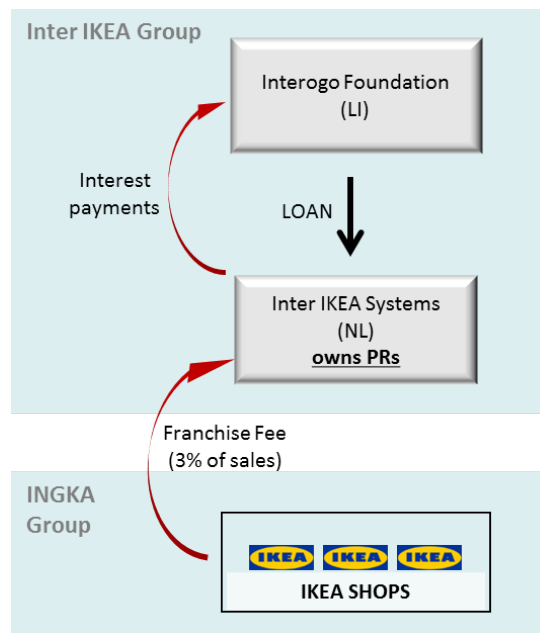 Inter IKEA Group
Interogo Foundation
(LI)
Interest
payments
LOAN
Inter IKEA Systems
(NL)
owns PRs
Franchise Fee
(3% of sales)
INGKA
Group
IKEA IKEA IKEA
IKEA SHOPS